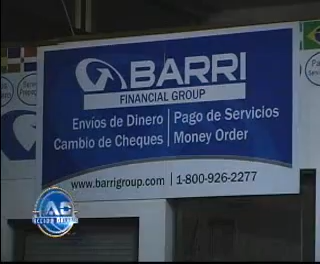 BARRI
FINANCIAL GROUP
Envíos de Dinero | Pago de Servicios
Cambio de Cheques | Money Order
www.barrigroup.com | 1-800-926-2277